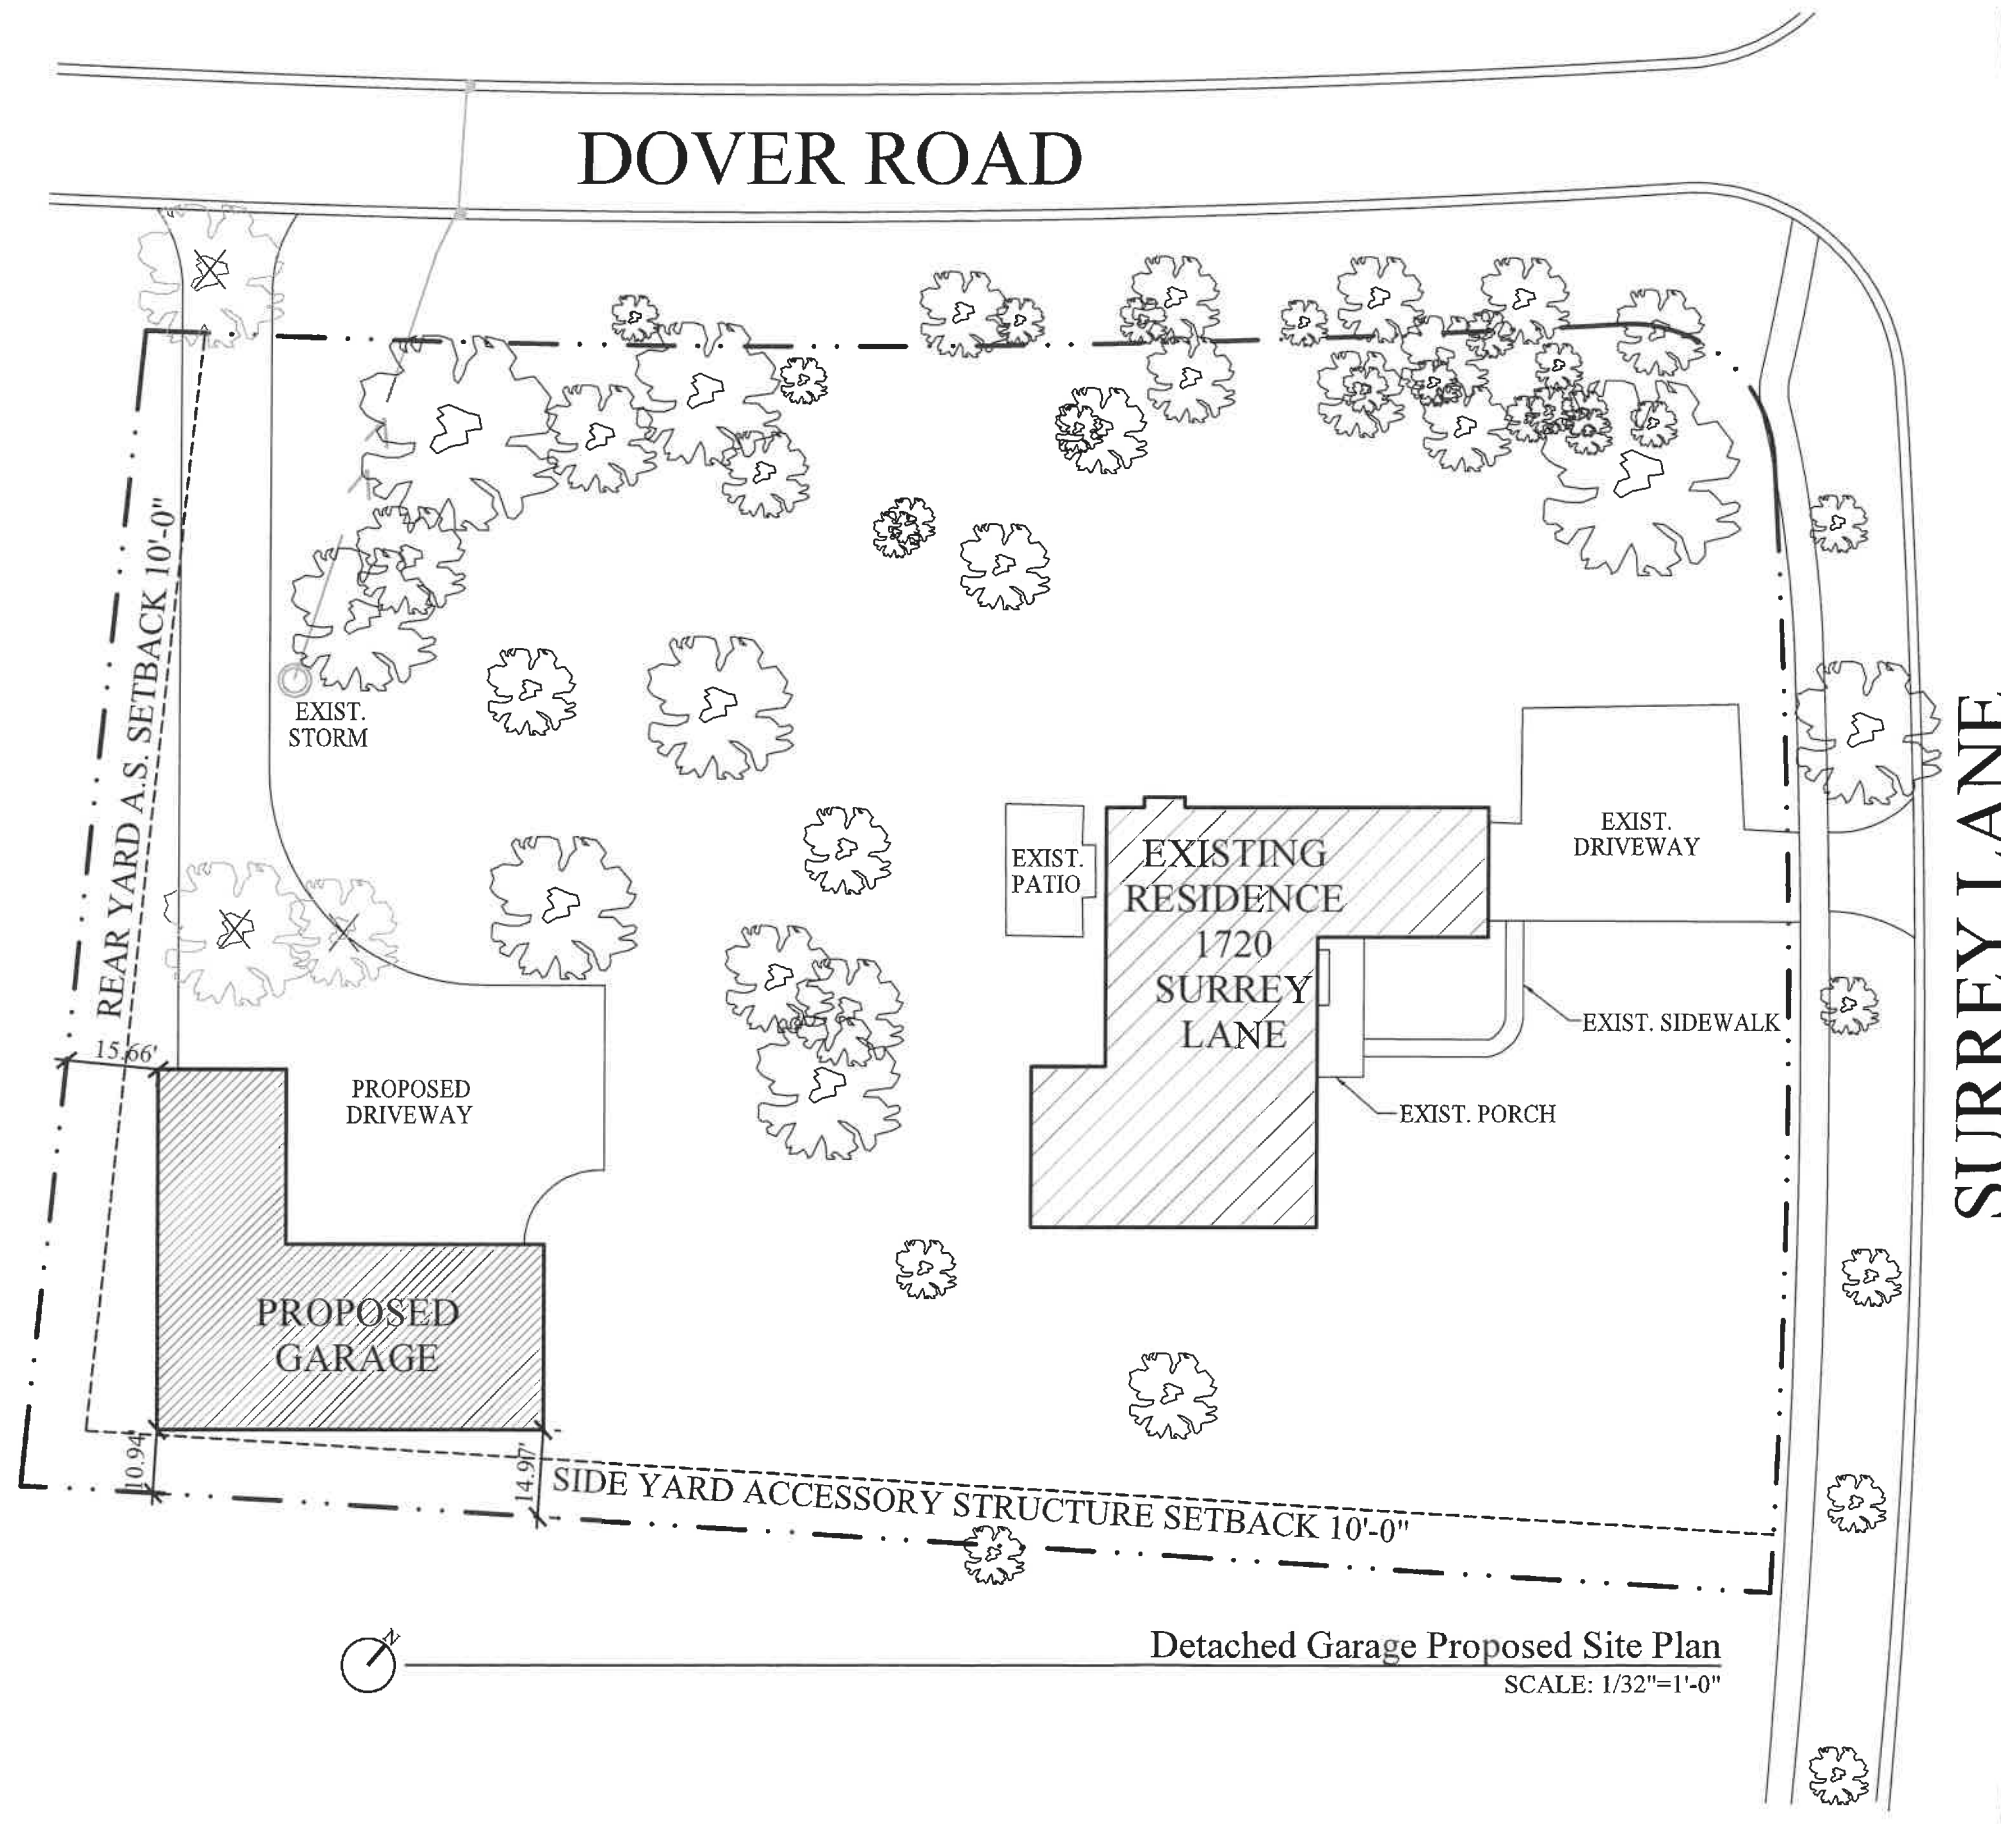 DOVER ROAD
REAR YARD A.S. SETBACK 10'-0"
EXIST.
STORM
EXIST.
DRIVEWAY
EXIST.
PATIO
EXISTING
RESIDENCE
1720
SURREY
LANE
SURREY LANE
EXIST. SIDEWALK
15.66'
PROPOSED
DRIVEWAY
EXIST. PORCH
PROPOSED
GARAGE
10.94'
14.97'
SIDE YARD ACCESSORY STRUCTURE SETBACK 10'-0"
N
Detached Garage Proposed Site Plan
SCALE: 1/32"=1'-0"